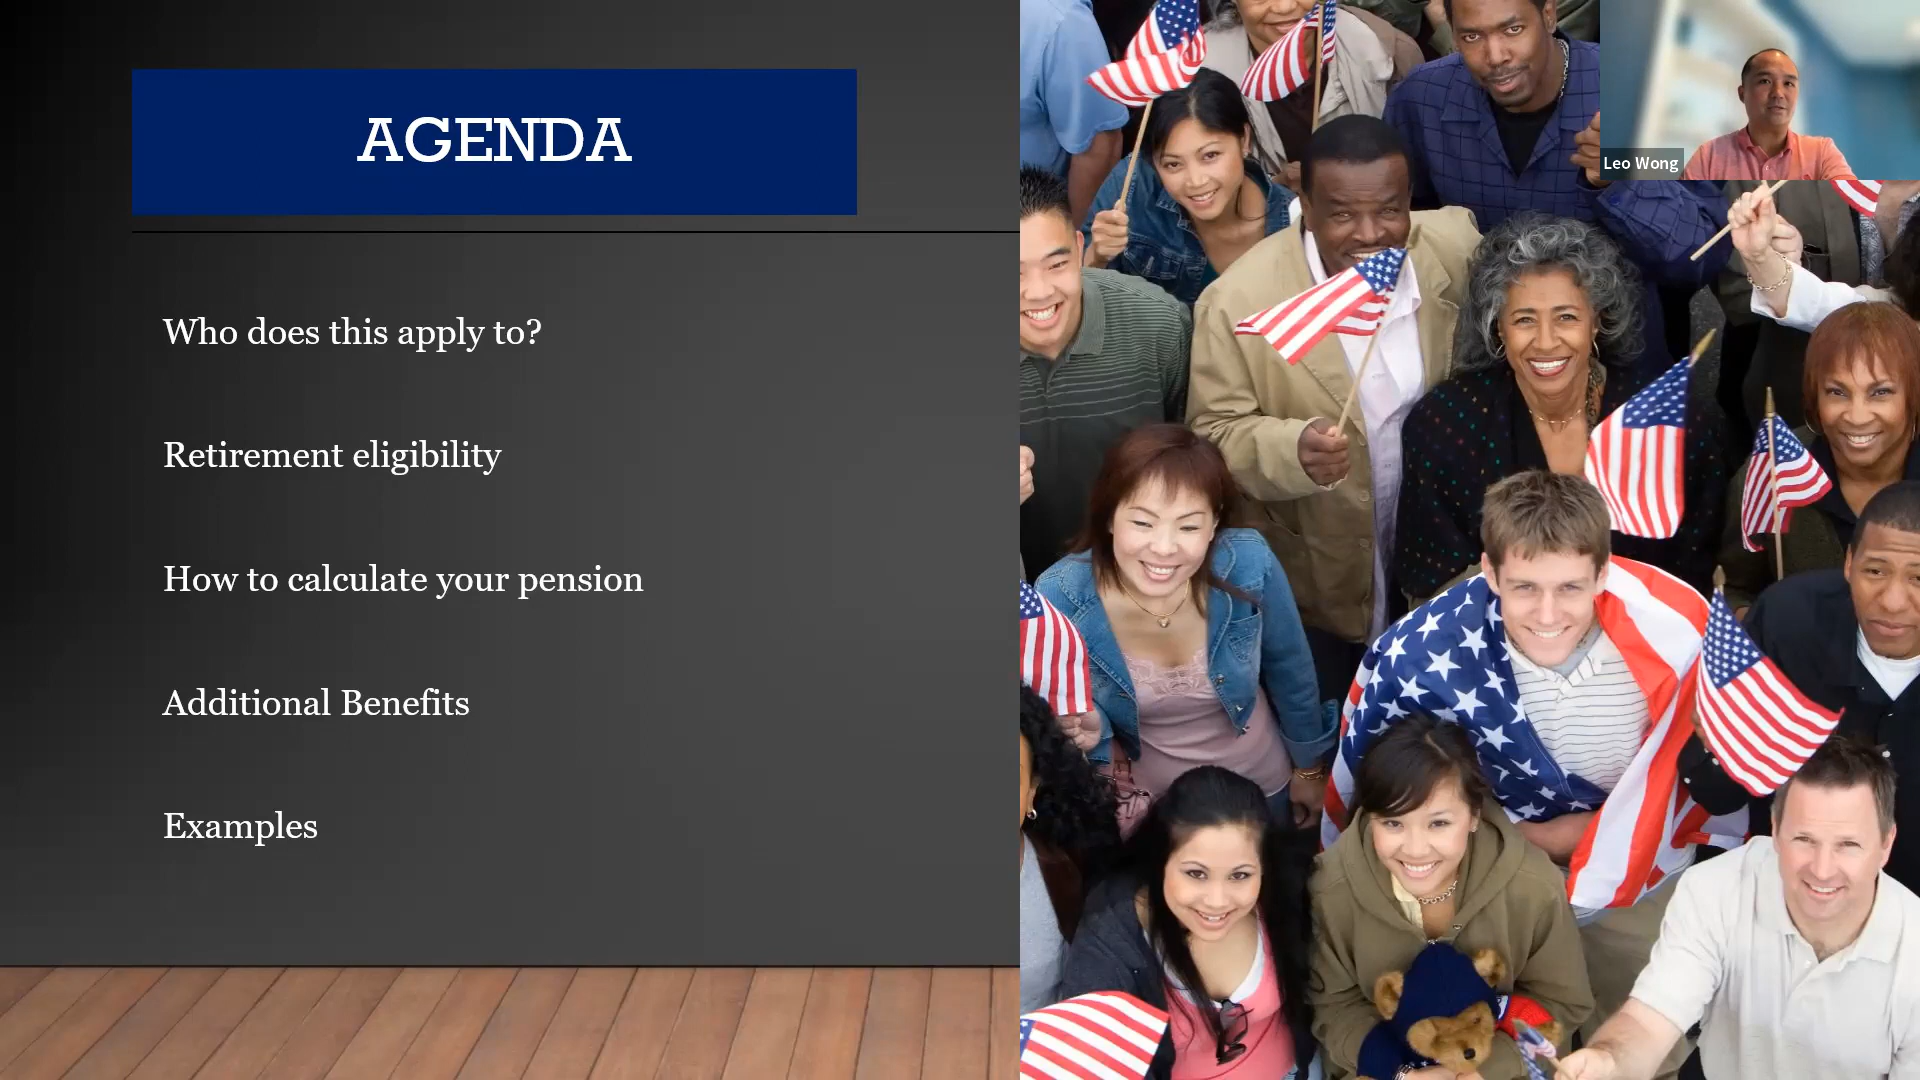 AGENDA
Who does this apply to?
Retirement eligibility
How to calculate your pension
Additional Benefits
Examples
Leo Wong